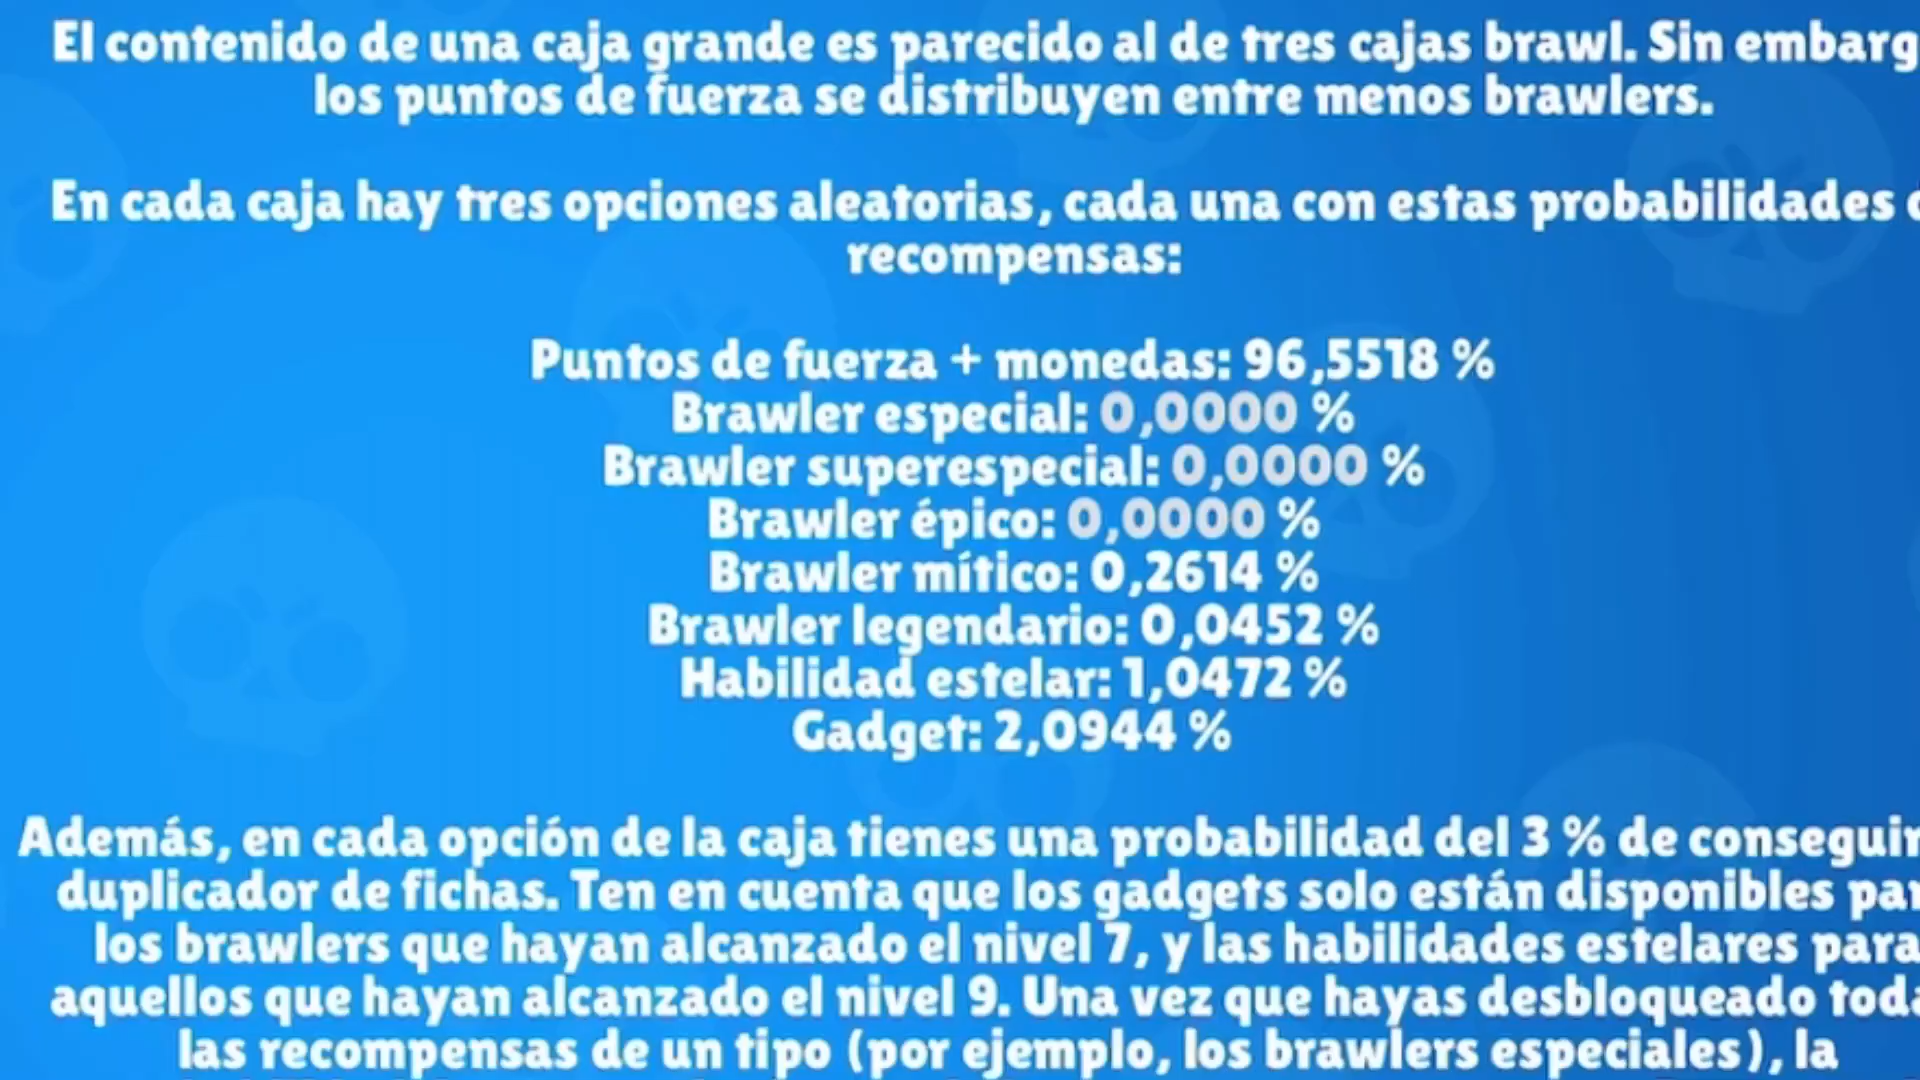 El contenido de una caja grande es parecido al de tres cajas brawl. Sin embarg
los puntos de fuerza se distribuyen entre menos brawlers.
En cada caja hay tres opciones aleatorias, cada una con estas probabilidades
recompensas:
Puntos de fuerza + monedas: 96,5518 %
Brawler especial: 0,0000 %
Brawler superespecial: 0,0000 %
Brawler épico: 0,0000 %
Brawler mítico: 0,2614 %
Brawler legendario: 0,0452 %
Habilidad estelar: 1,0472 %
Gadget: 2,0944 %
Además, en cada opción de la caja tienes una probabilidad del 3 % de conseguir
duplicador de fichas. Ten en cuenta que los gadgets solo están disponibles par
los brawlers que hayan alcanzado el nivel 7, y las habilidades estelares para
aquellos que hayan alcanzado el nivel 9. Una vez que hayas desbloqueado toda
las recompensas de un tipo (por ejemplo, los brawlers especiales), la